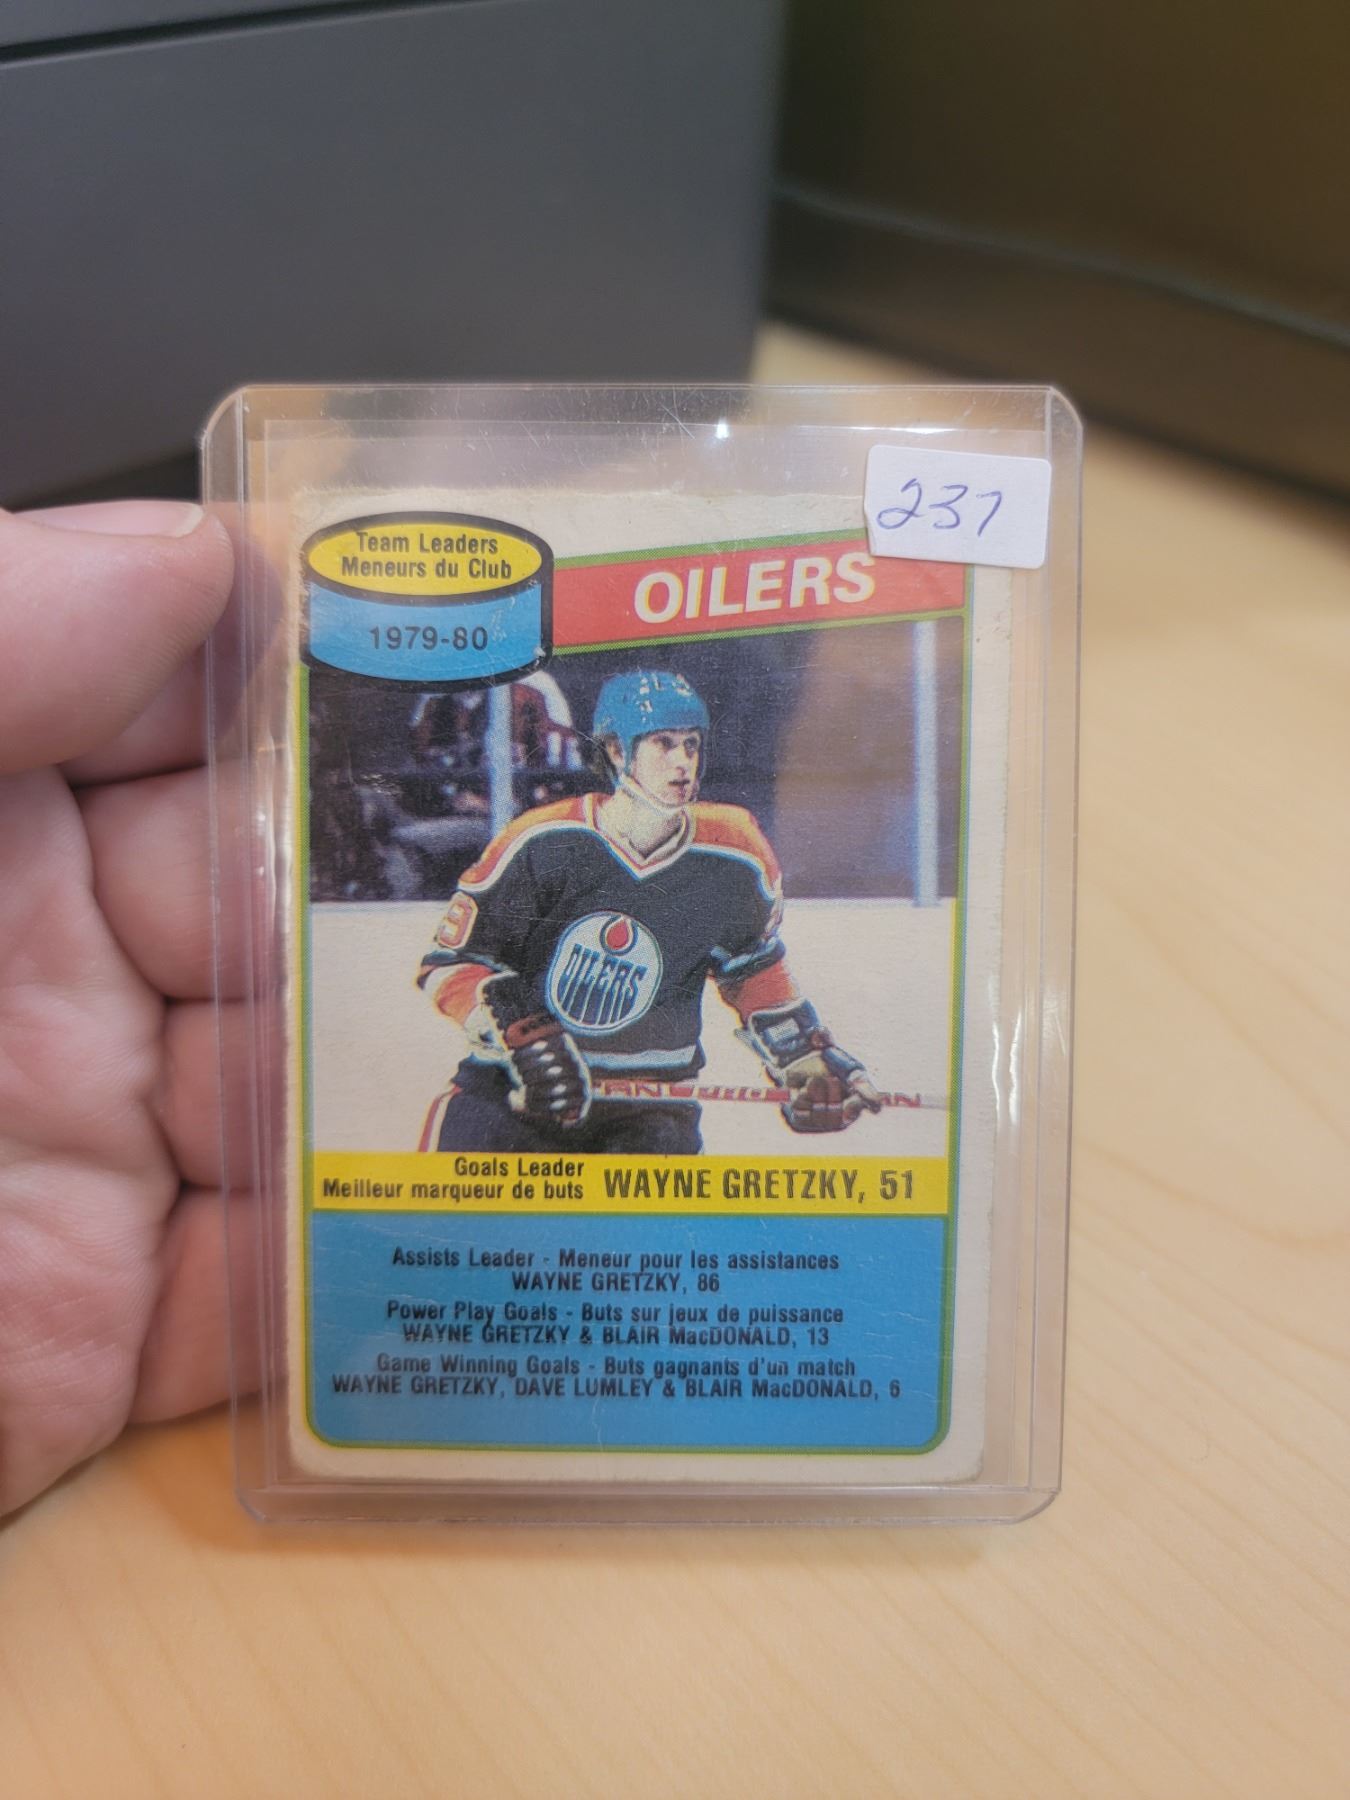 237
Team Leaders
Meneurs du Club
1979-80
OILERS
9
OILERS
Goals Leader
Meilleur marqueur de buts
WAYNE GRETZKY, 51
Assists Leader - Meneur pour les assistances
WAYNE GRETZKY, 86
Power Play Goals - Buts sur jeux de puissance
WAYNE GRETZKY & BLAIR MacDONALD, 13
Game Winning Goals - Buts gagnants d'un match
WAYNE GRETZKY, DAVE LUMLEY & BLAIR MacDONALD, 6